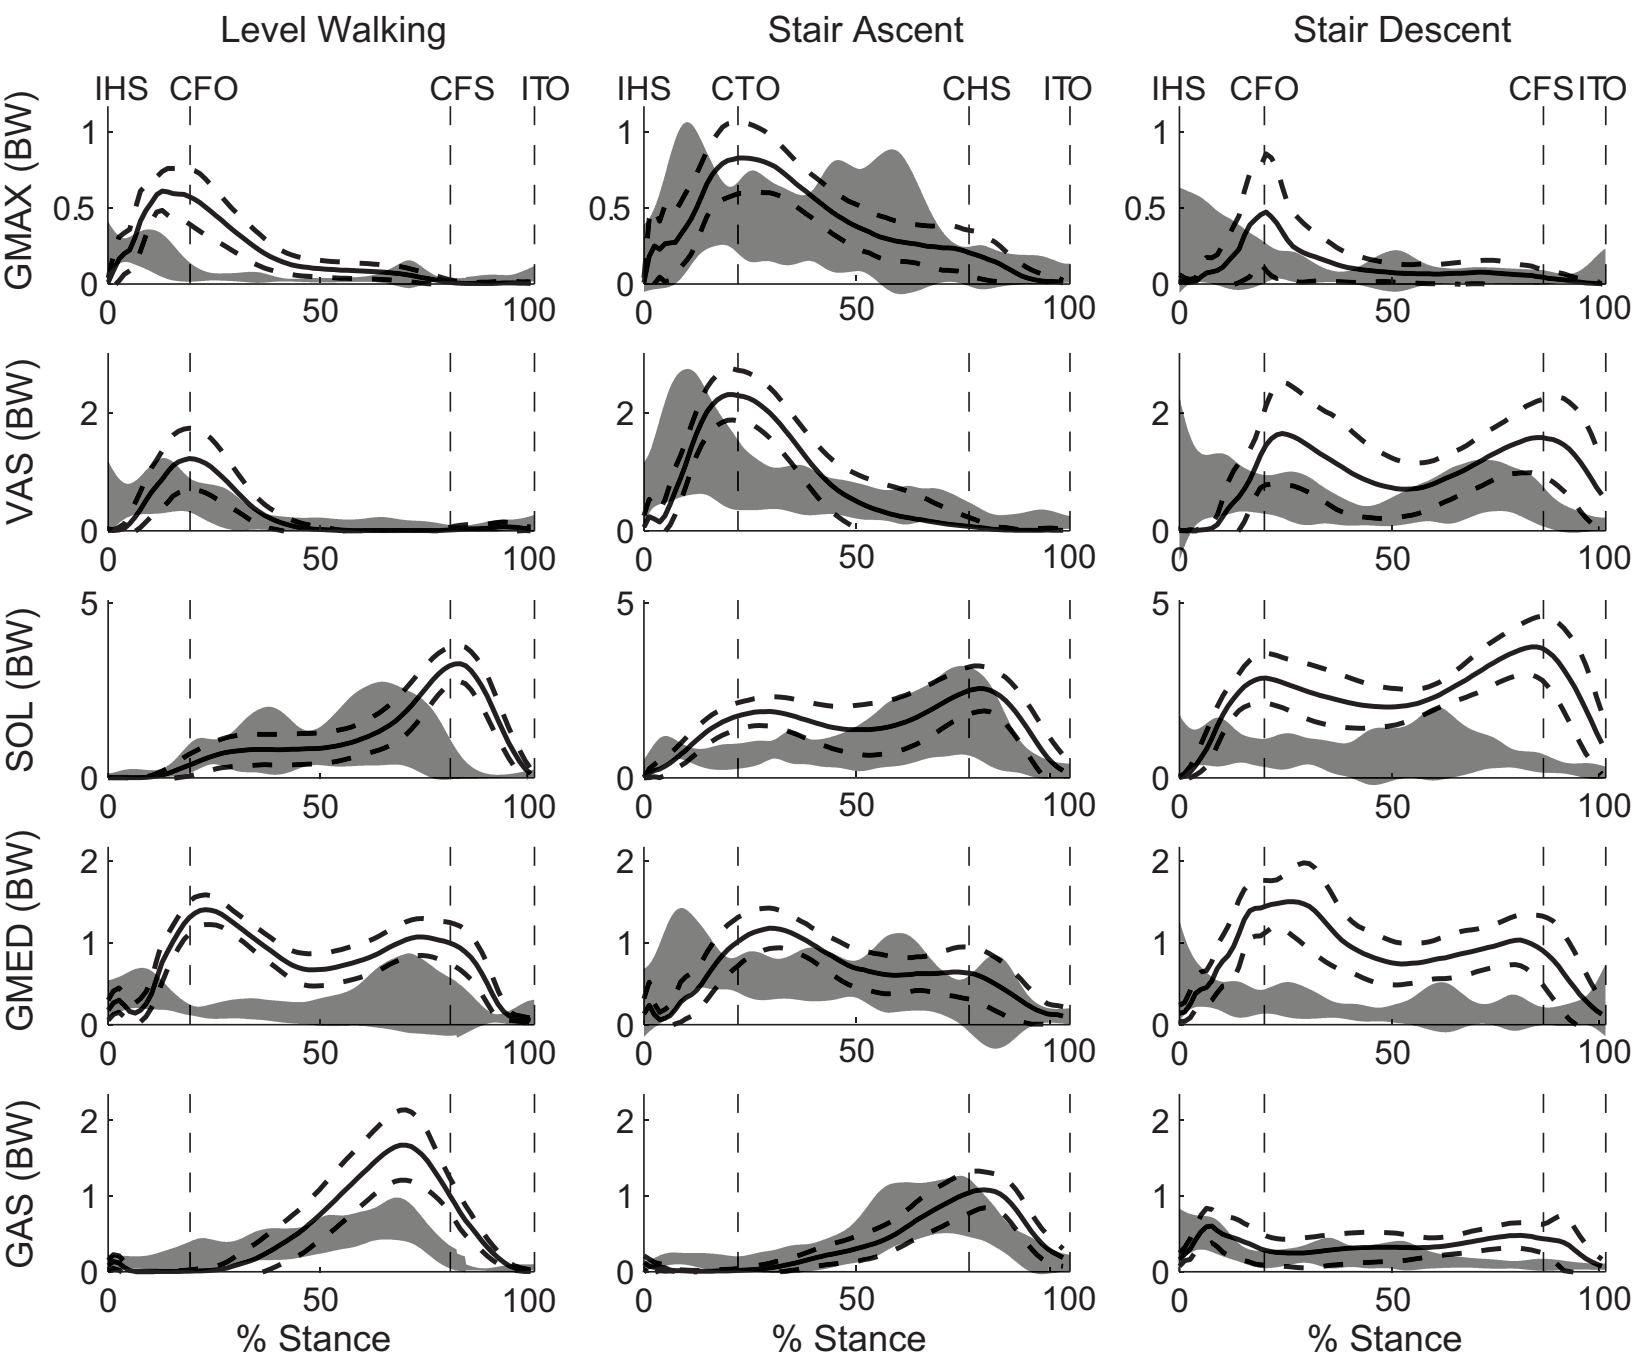 Level Walking Stair Ascent Stair Descent
IHS CFO CFS ITO IHS CTO CHS ITO IHS CFO CFS ITO
GMAX (BW)
1 1 1
0.5 0.5 0.5
0 0 0
0 50 100 0 50 100 0 50 100
VAS (BW)
2 2 2
0 0 0
0 50 100 0 50 100 0 50 100
SOL (BW)
5 5 5
0 0 0
0 50 100 0 50 100 0 50 100
GMED (BW)
2 2 2
1 1 1
0 0 0
0 50 100 0 50 100 0 50 100
GAS (BW)
2 2 2
1 1 1
0 0 0
0 50 100 0 50 100 0 50 100
% Stance % Stance % Stance